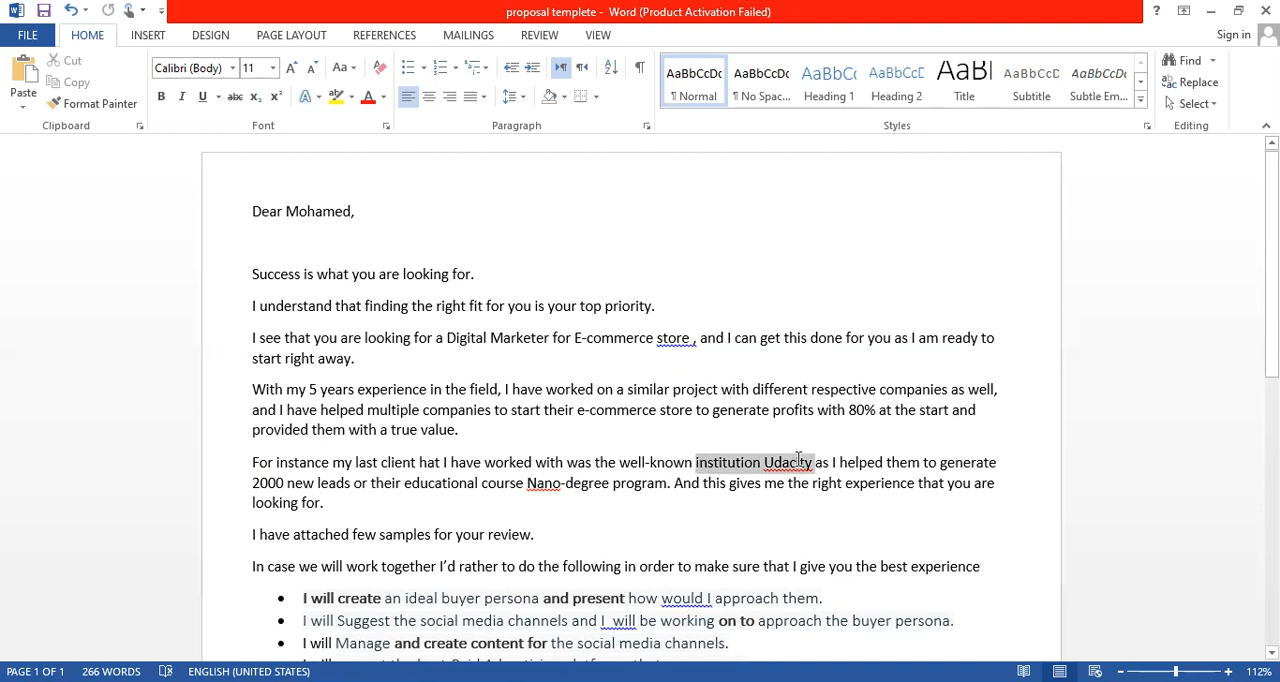 proposal templete - Word (Product Activation Failed)
FILE HOME INSERT DESIGN PAGE LAYOUT REFERENCES MAILINGS REVIEW VIEW Sign in
Paste Cut Copy Format Painter
Calibri (Body) 11
AaBbCcDc AaBbCcDc AaBbCc AaBbCcD AaBl AaBbCcD AaBbCcDc
¶ Normal ¶ No Spac... Heading 1 Heading 2 Title Subtitle Subtle Em...
Find Replace Select
Clipboard Font Paragraph Styles Editing
Dear Mohamed,
Success is what you are looking for.
I understand that finding the right fit for you is your top priority.
I see that you are looking for a Digital Marketer for E-commerce store , and I can get this done for you as I am ready to
start right away.
With my 5 years experience in the field, I have worked on a similar project with different respective companies as well,
and I have helped multiple companies to start their e-commerce store to generate profits with 80% at the start and
provided them with a true value.
For instance my last client hat I have worked with was the well-known institution Udacity as I helped them to generate
2000 new leads or their educational course Nano-degree program. And this gives me the right experience that you are
looking for.
I have attached few samples for your review.
In case we will work together I'd rather to do the following in order to make sure that I give you the best experience
• I will create an ideal buyer persona and present how would I approach them.
• I will Suggest the social media channels and I will be working on to approach the buyer persona.
• I will Manage and create content for the social media channels.
PAGE 1 OF 1 266 WORDS ENGLISH (UNITED STATES) 112%